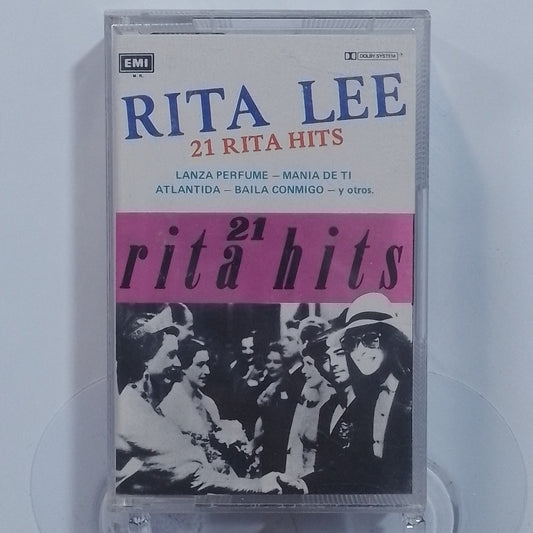 EMI
M. R.
DOLBY SYSTEM
RITA LEE
21 RITA HITS
LANZA PERFUME – MANIA DE TI
ATLANTIDA – BAILA CONMIGO – y otros.
21
rita hits